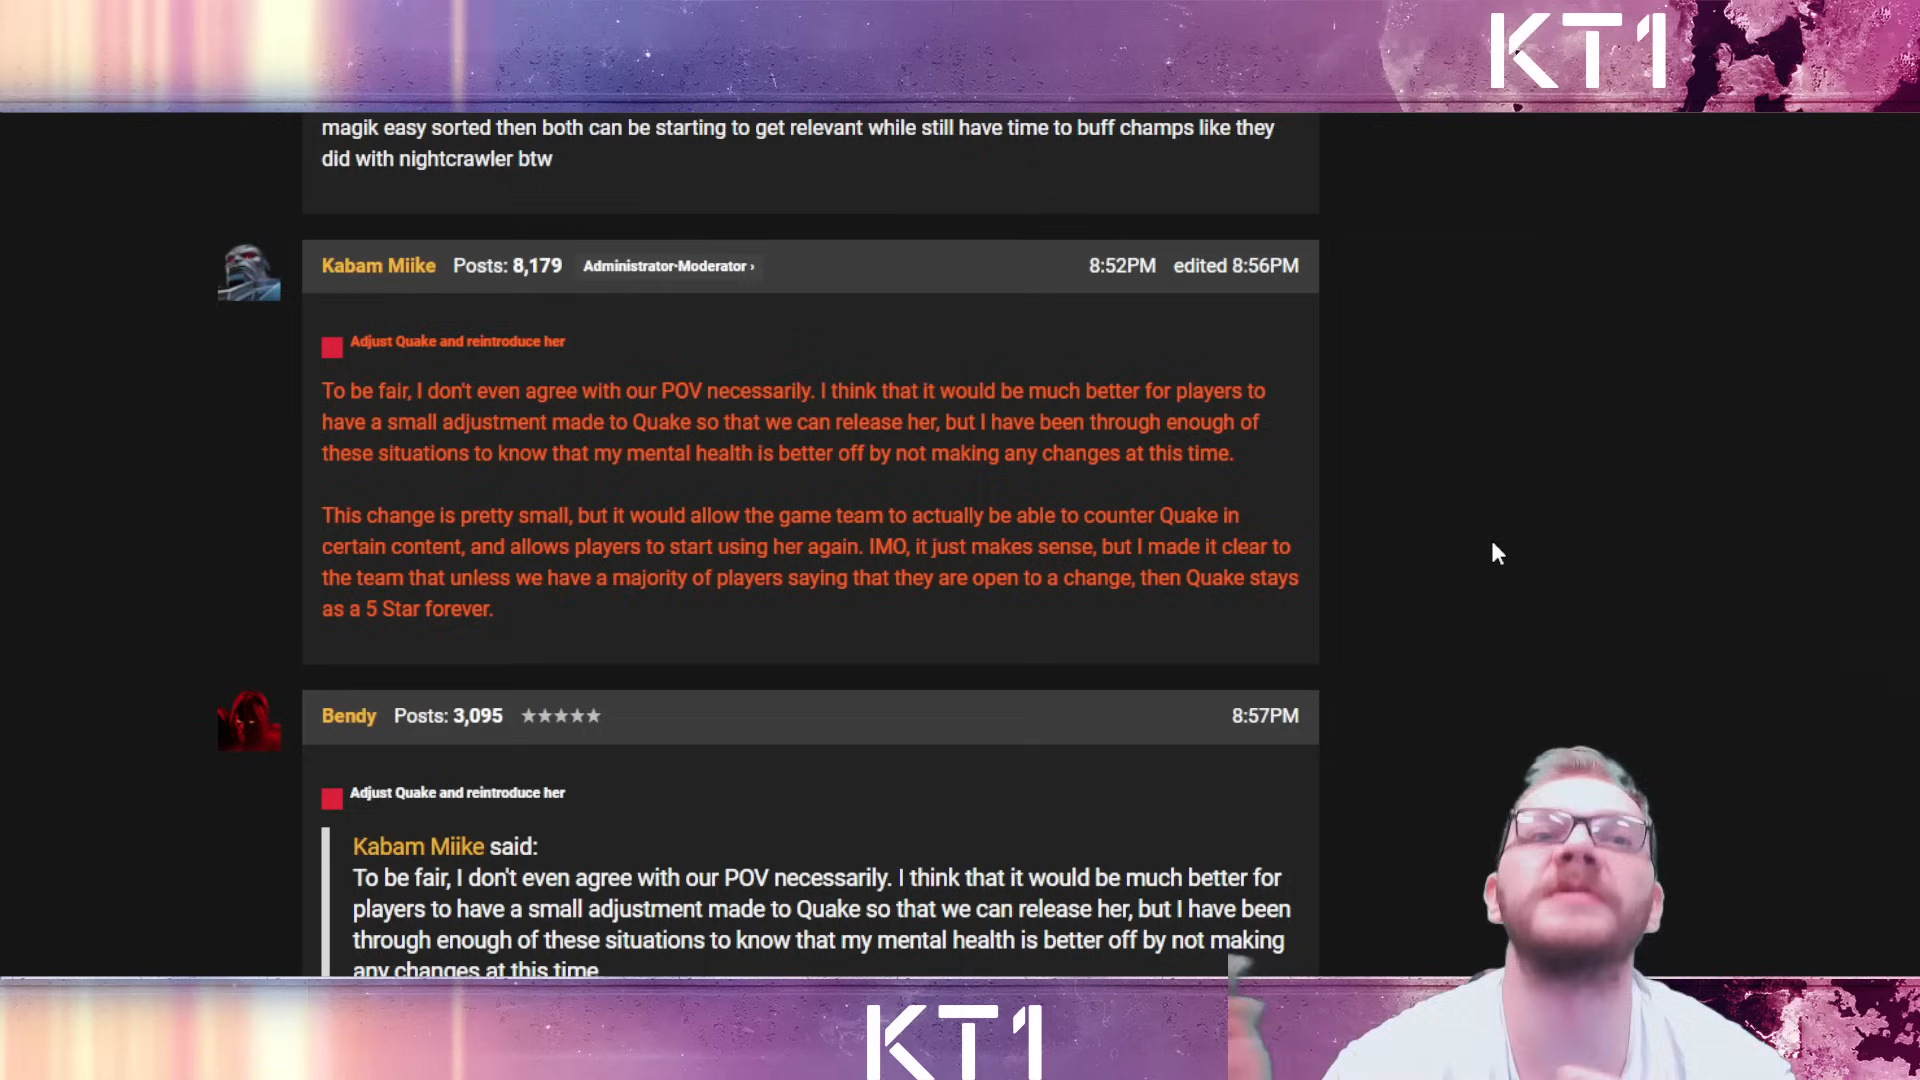 KT1
magik easy sorted then both can be starting to get relevant while still have time to buff champs like they
did with nightcrawler btw
Kabam Miike Posts: 8,179 Administrator·Moderator › 8:52PM edited 8:56PM
Adjust Quake and reintroduce her
To be fair, I don't even agree with our POV necessarily. I think that it would be much better for players to
have a small adjustment made to Quake so that we can release her, but I have been through enough of
these situations to know that my mental health is better off by not making any changes at this time.
This change is pretty small, but it would allow the game team to actually be able to counter Quake in
certain content, and allows players to start using her again. IMO, it just makes sense, but I made it clear to
the team that unless we have a majority of players saying that they are open to a change, then Quake stays
as a 5 Star forever.
Bendy Posts: 3,095 ★★★★★ 8:57PM
Adjust Quake and reintroduce her
Kabam Miike said:
To be fair, I don't even agree with our POV necessarily. I think that it would be much better for
players to have a small adjustment made to Quake so that we can release her, but I have been
through enough of these situations to know that my mental health is better off by not making
any changes at this time
KT1